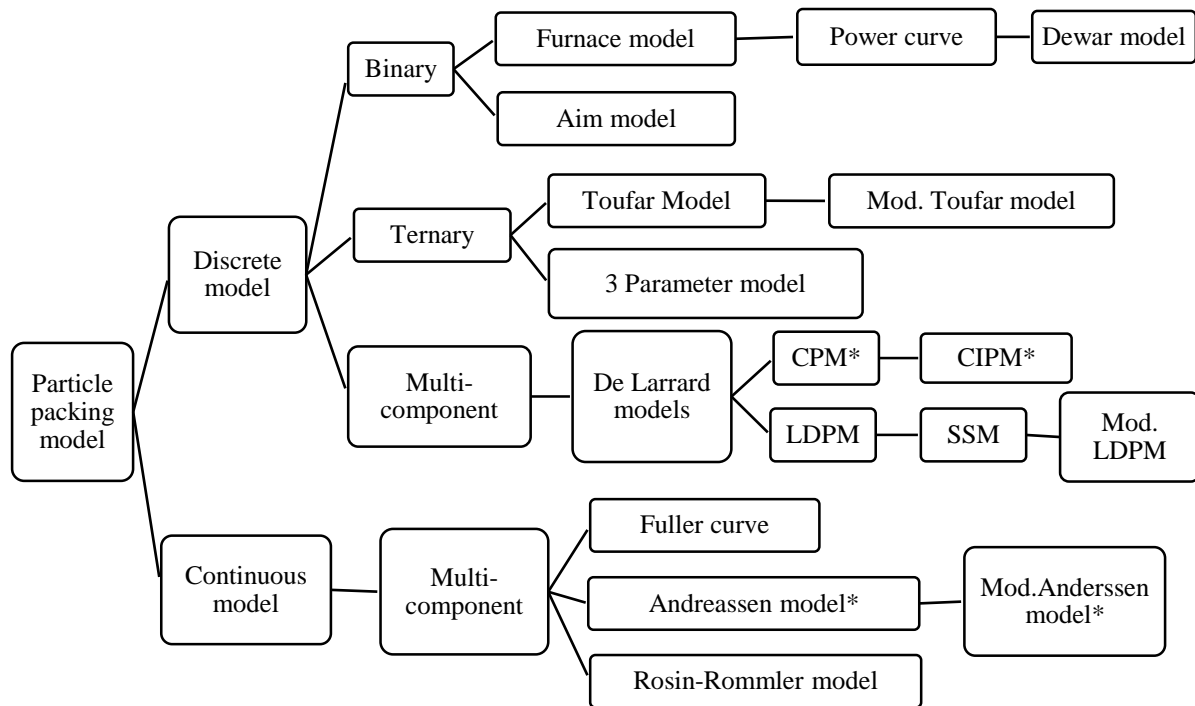 Furnace model
Power curve
Dewar model
Binary
Aim model
Toufar Model
Mod. Toufar model
Ternary
3 Parameter model
Discrete
model
Multi-
component
De Larrard
models
CPM*
CIPM*
LDPM
SSM
Mod.
LDPM
Particle
packing
model
Continuous
model
Multi-
component
Fuller curve
Andreassen model*
Mod.Anderssen
model*
Rosin-Rommler model